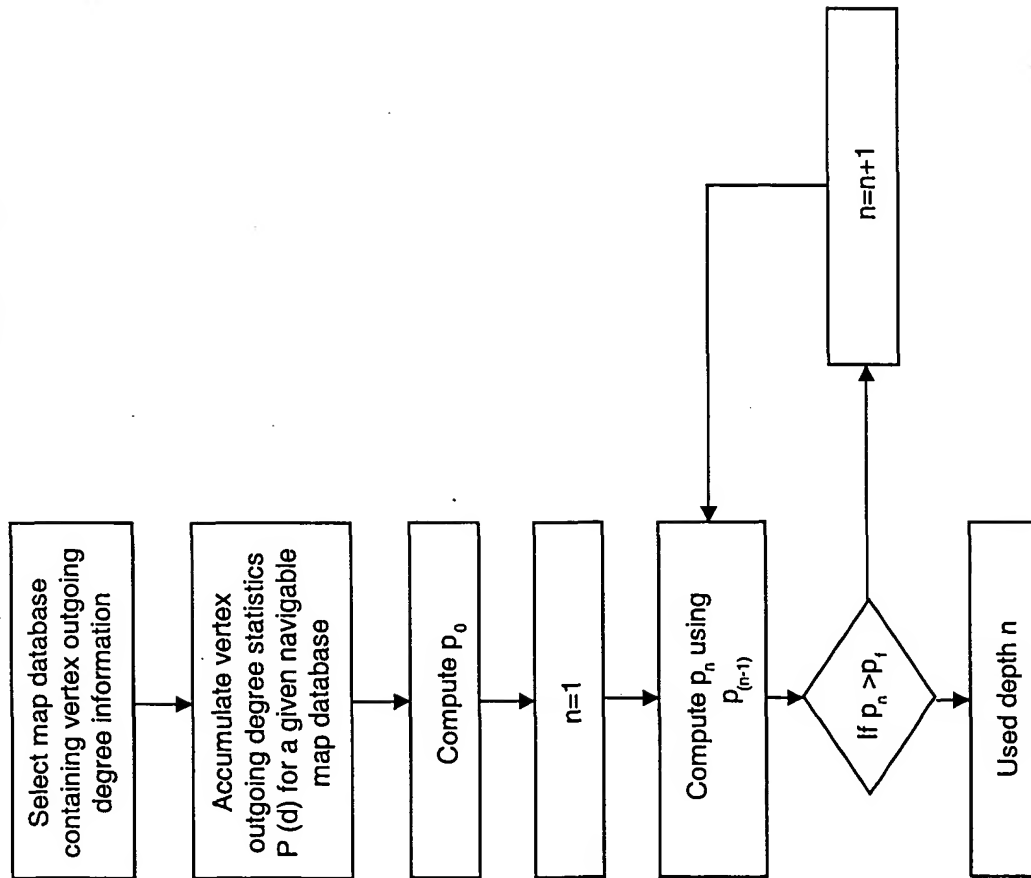 Select map database
containing vertex outgoing
degree information
Accumulate vertex
outgoing degree statistics
P (d) for a given navigable
map database
Compute p₀
n=1
Compute pₙ using
p₍ₙ₋₁₎
If pₙ >p_f
n=n+1
Used depth n